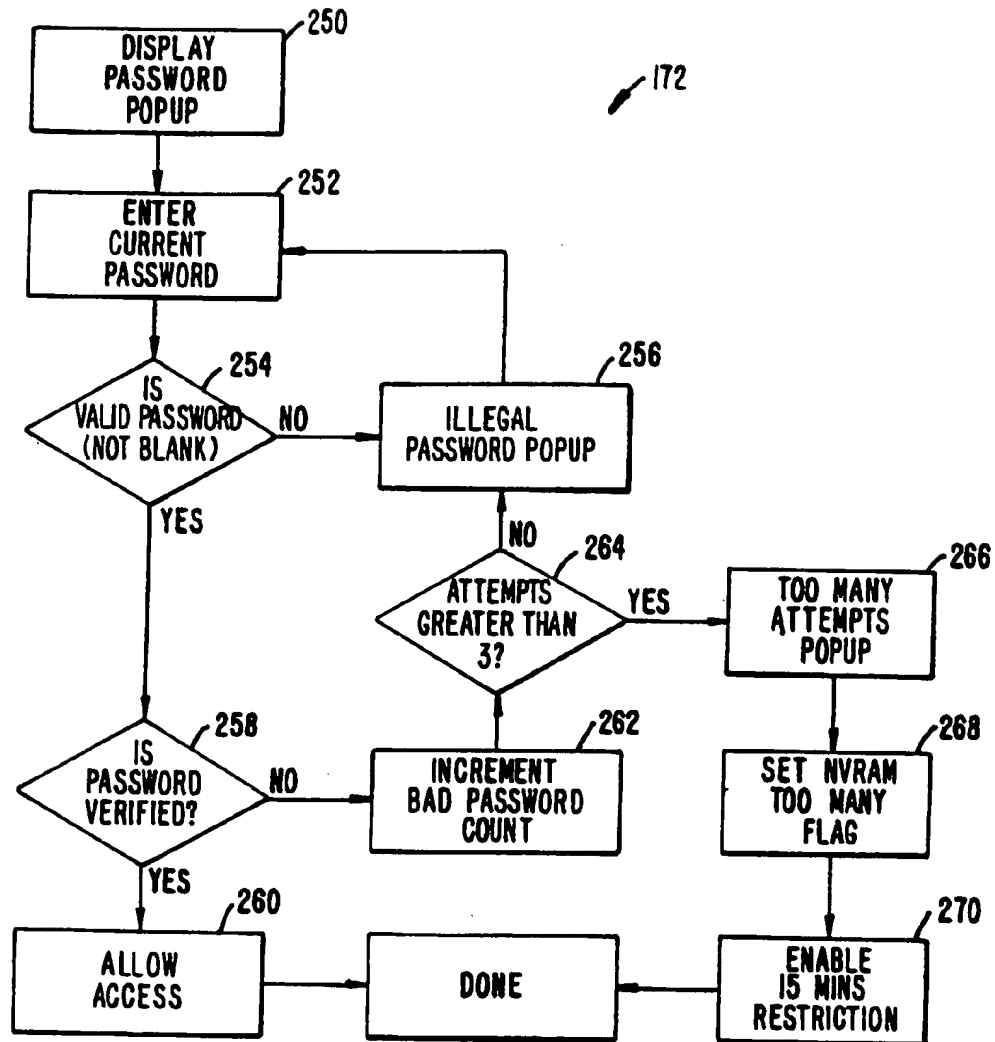 250
DISPLAY
PASSWORD
POPUP
172
252
ENTER
CURRENT
PASSWORD
254
IS
VALID PASSWORD
(NOT BLANK)
NO
YES
256
ILLEGAL
PASSWORD POPUP
NO
264
ATTEMPTS
GREATER THAN
3?
YES
266
TOO MANY
ATTEMPTS
POPUP
258
IS
PASSWORD
VERIFIED?
NO
YES
262
INCREMENT
BAD PASSWORD
COUNT
268
SET NVRAM
TOO MANY
FLAG
260
ALLOW
ACCESS
DONE
270
ENABLE
15 MINS
RESTRICTION